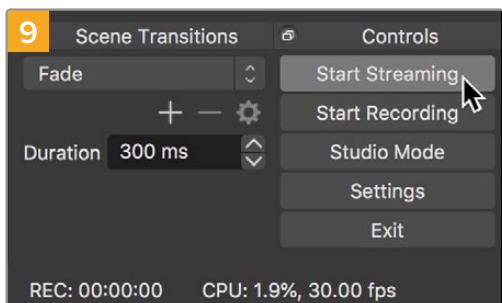 9
Scene Transitions
Controls
Fade
Start Streaming
Start Recording
Duration 300 ms
Studio Mode
Settings
Exit
REC: 00:00:00 CPU: 1.9%, 30.00 fps